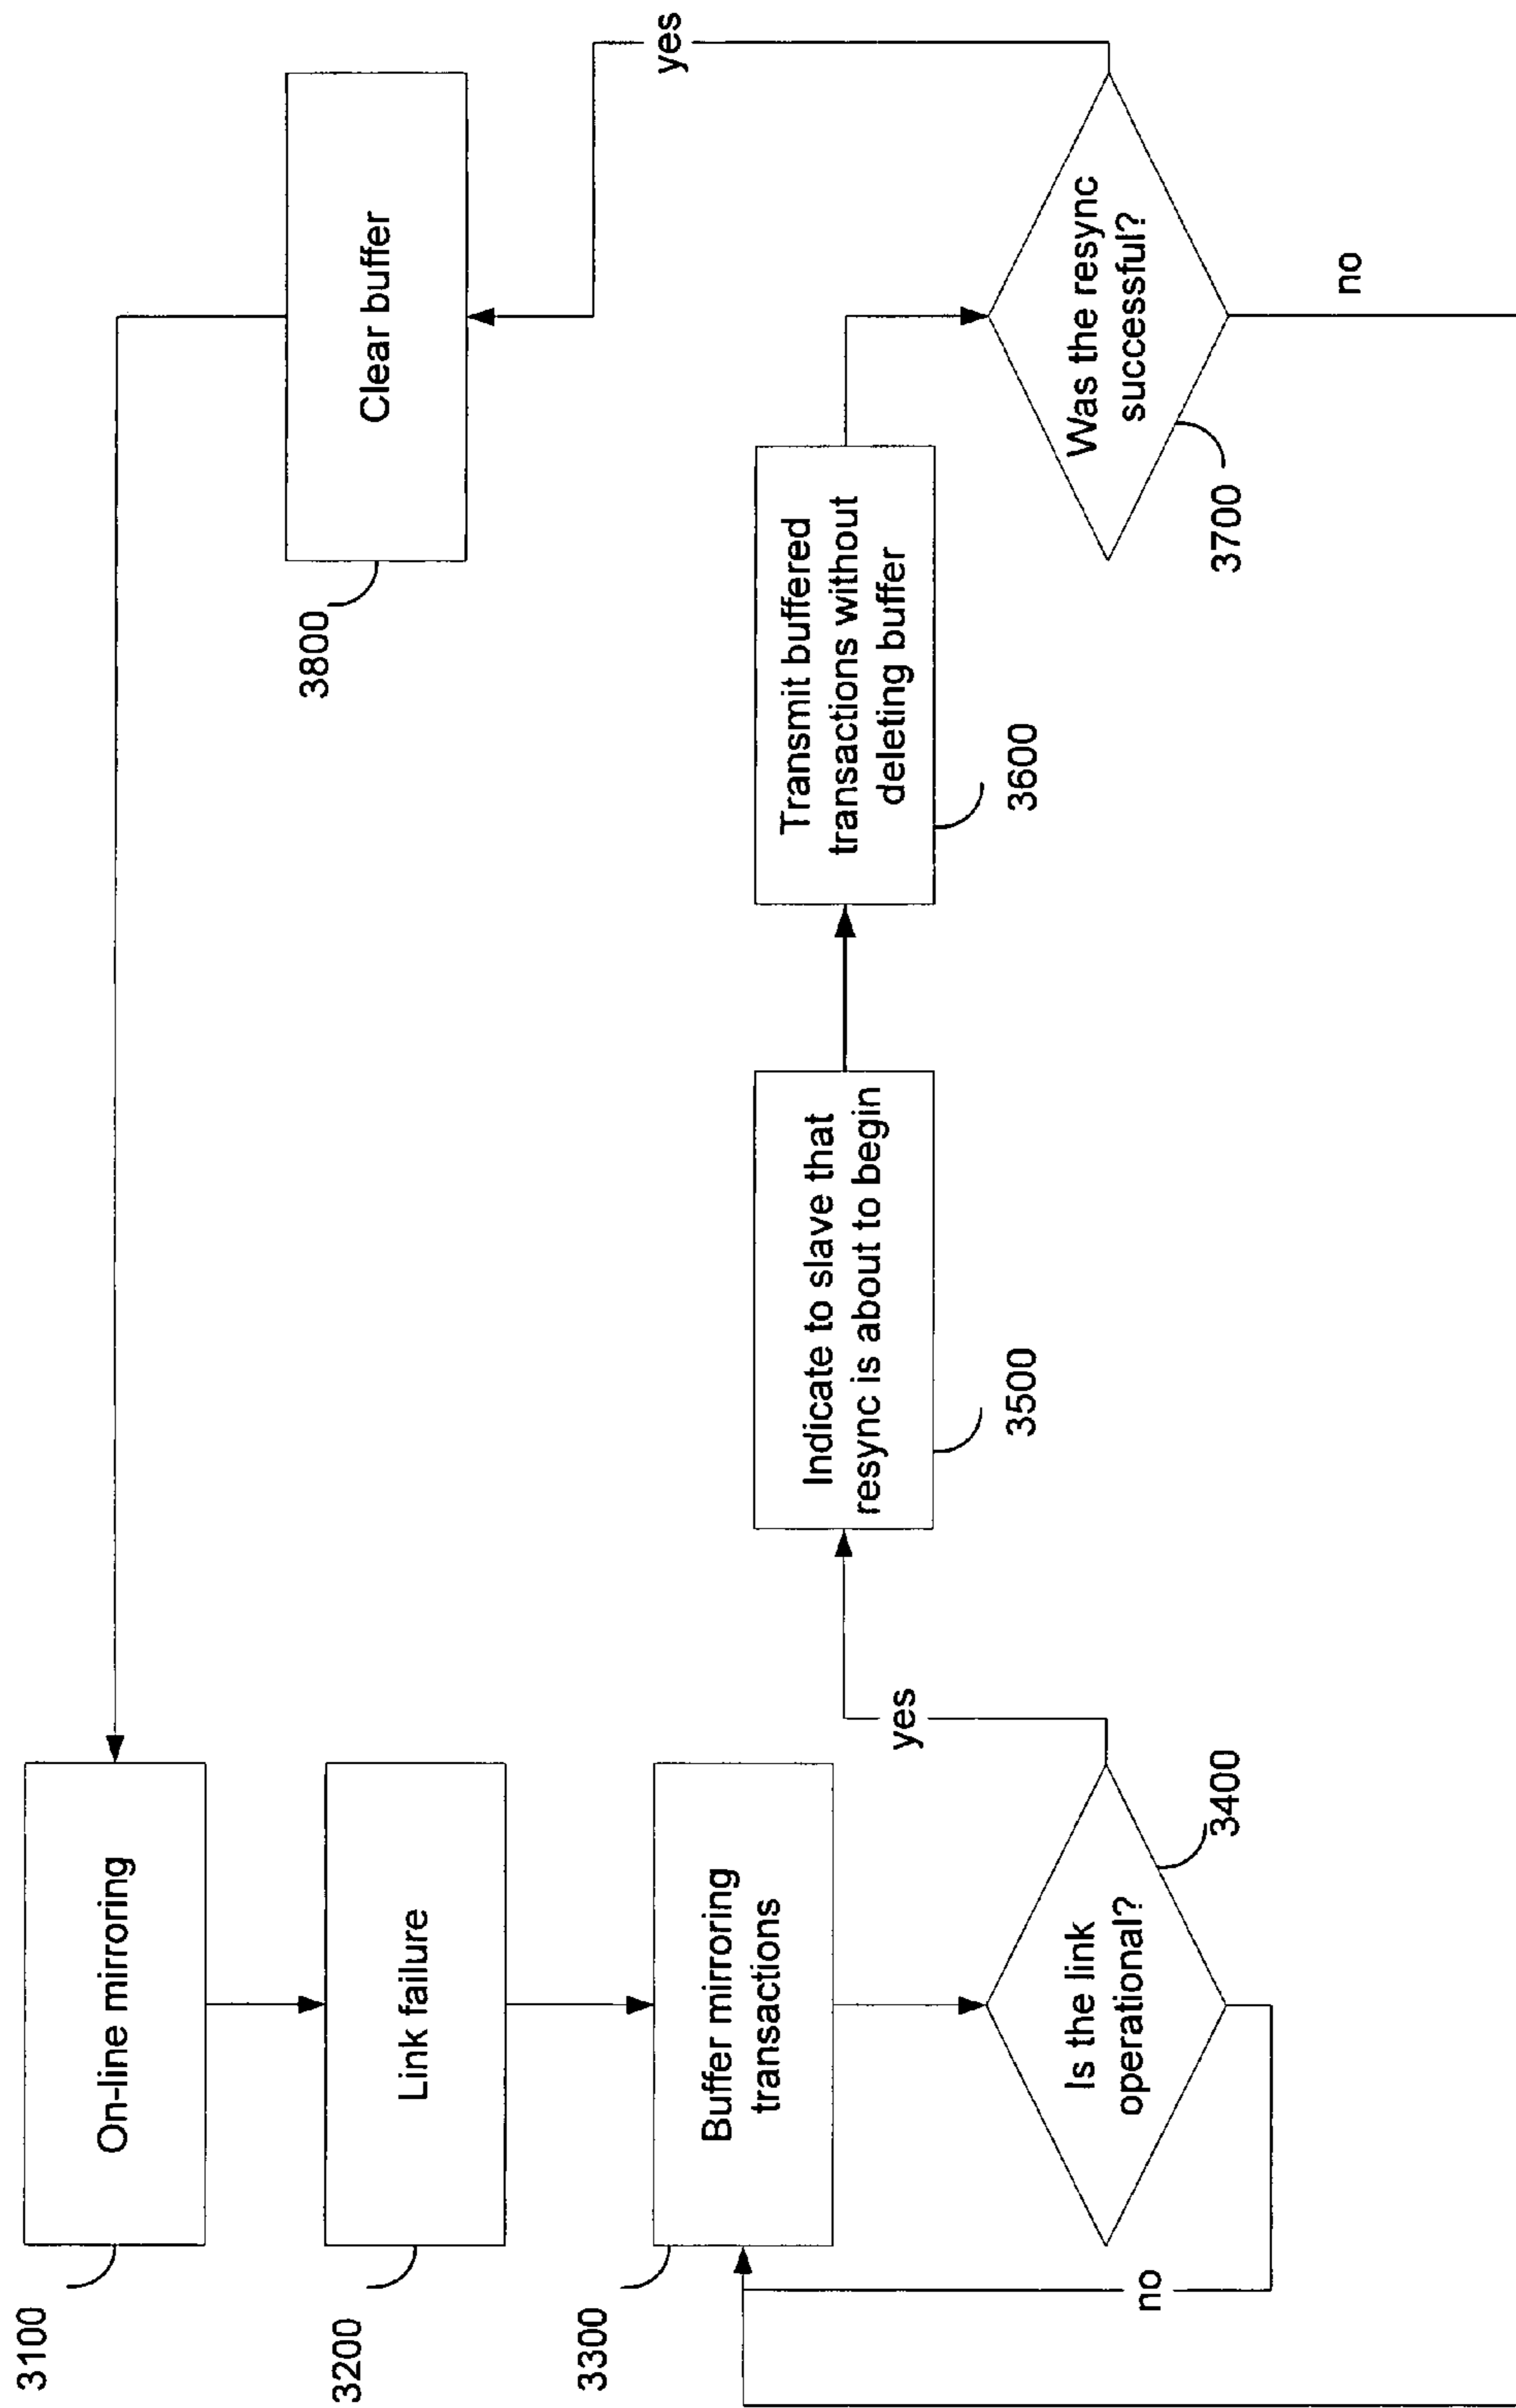 3100
On-line mirroring
3200
Link failure
3300
Buffer mirroring
transactions
Is the link
operational?
3400
no
yes
Indicate to slave that
resync is about to begin
3500
Transmit buffered
transactions without
deleting buffer
3600
Was the resync
successful?
3700
no
yes
Clear buffer
3800